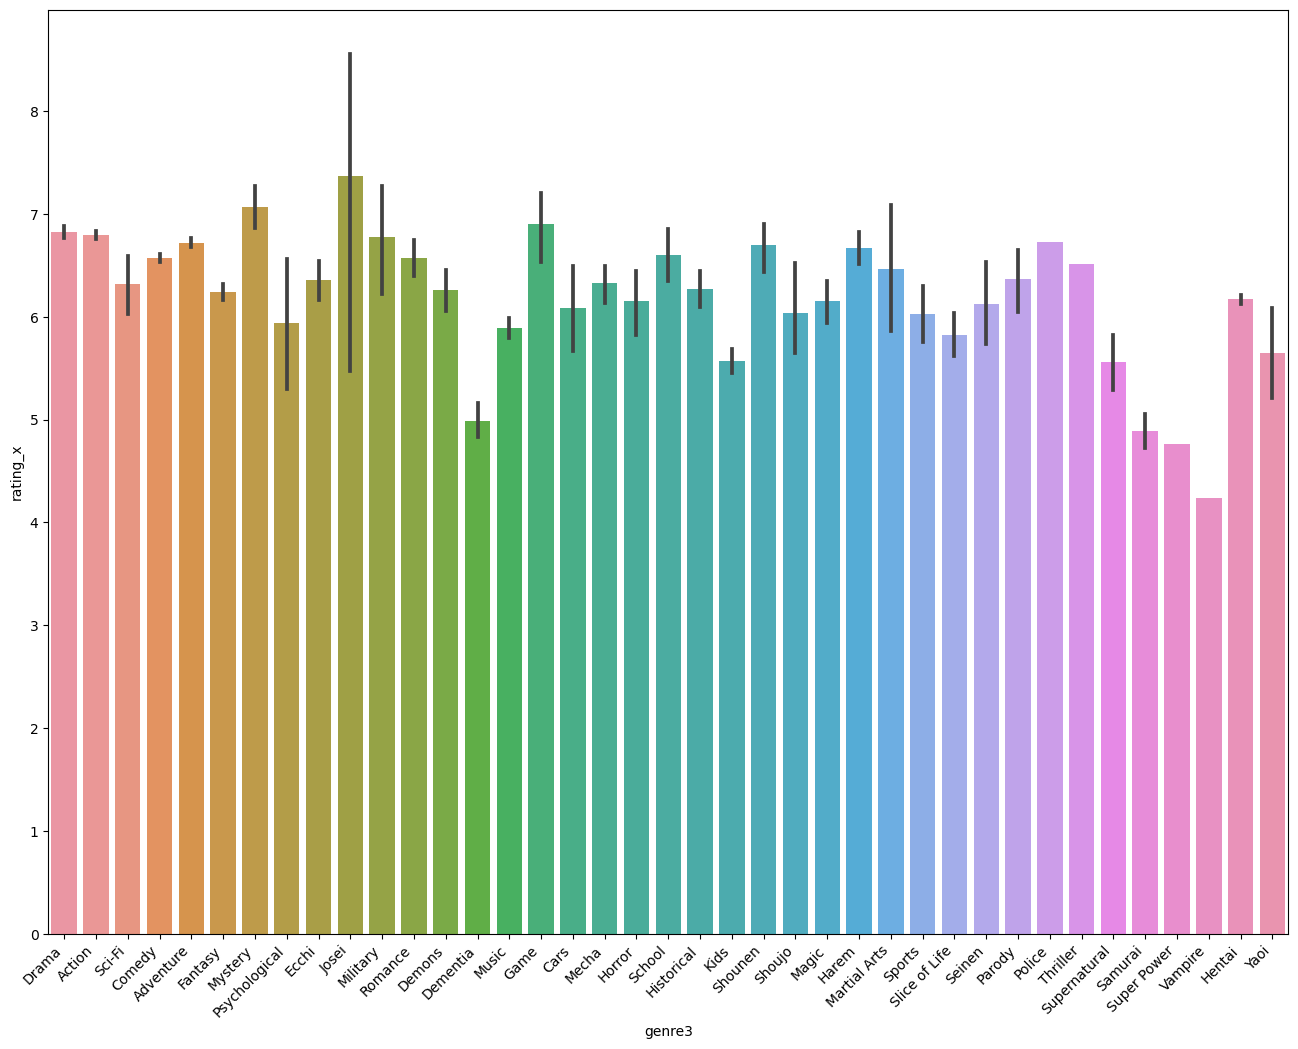 8
7
6
5
4
3
2
1
0
rating_x
Drama
Action
Sci-Fi
Comedy
Adventure
Fantasy
Mystery
Psychological
Ecchi
Josei
Military
Romance
Demons
Dementia
Music
Game
Cars
Mecha
Horror
School
Historical
Kids
Shounen
Shoujo
Magic
Harem
Martial Arts
Sports
Slice of Life
Seinen
Parody
Police
Thriller
Supernatural
Samurai
Super Power
Vampire
Hentai
Yaoi
genre3